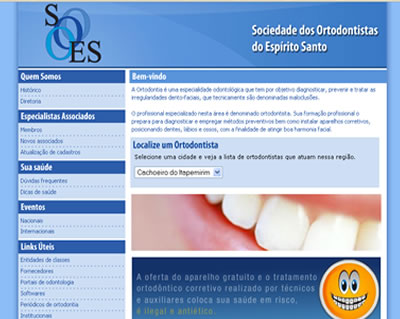 SOES
Sociedade dos Ortodontistas
do Espírito Santo
Quem Somos
Histórico
Diretoria
Especialistas Associados
Membros
Novos associados
Atualização de cadastros
Sua saúde
Dúvidas frequentes
Dicas de saúde
Eventos
Nacionais
Internacionais
Links Úteis
Entidades de classes
Fornecedores
Portais de odontologia
Softwares
Periódicos de ortodontia
Institucionais
Bem-vindo
A Ortodontia é uma especialidade odontológica que tem por objetivo diagnosticar, prevenir e tratar as
irregularidades dento-faciais, que tecnicamente são denominadas maloclusões.
O profissional especializado nesta área é denominado ortodontista. Sua formação profissional o
prepara para diagnosticar e empregar métodos preventivos bem como instalar aparelhos corretivos,
posicionando dentes, lábios e ossos, com a finalidade de atingir boa harmonia facial.
Localize um Ortodontista
Selecione uma cidade e veja a lista de ortodontistas que atuam nessa região.
Cachoeiro do Itapemirim
A oferta do aparelho gratuito e o tratamento
ortodôntico corretivo realizado por técnicos
e auxiliares coloca sua saúde em risco,
é ilegal e antiético.